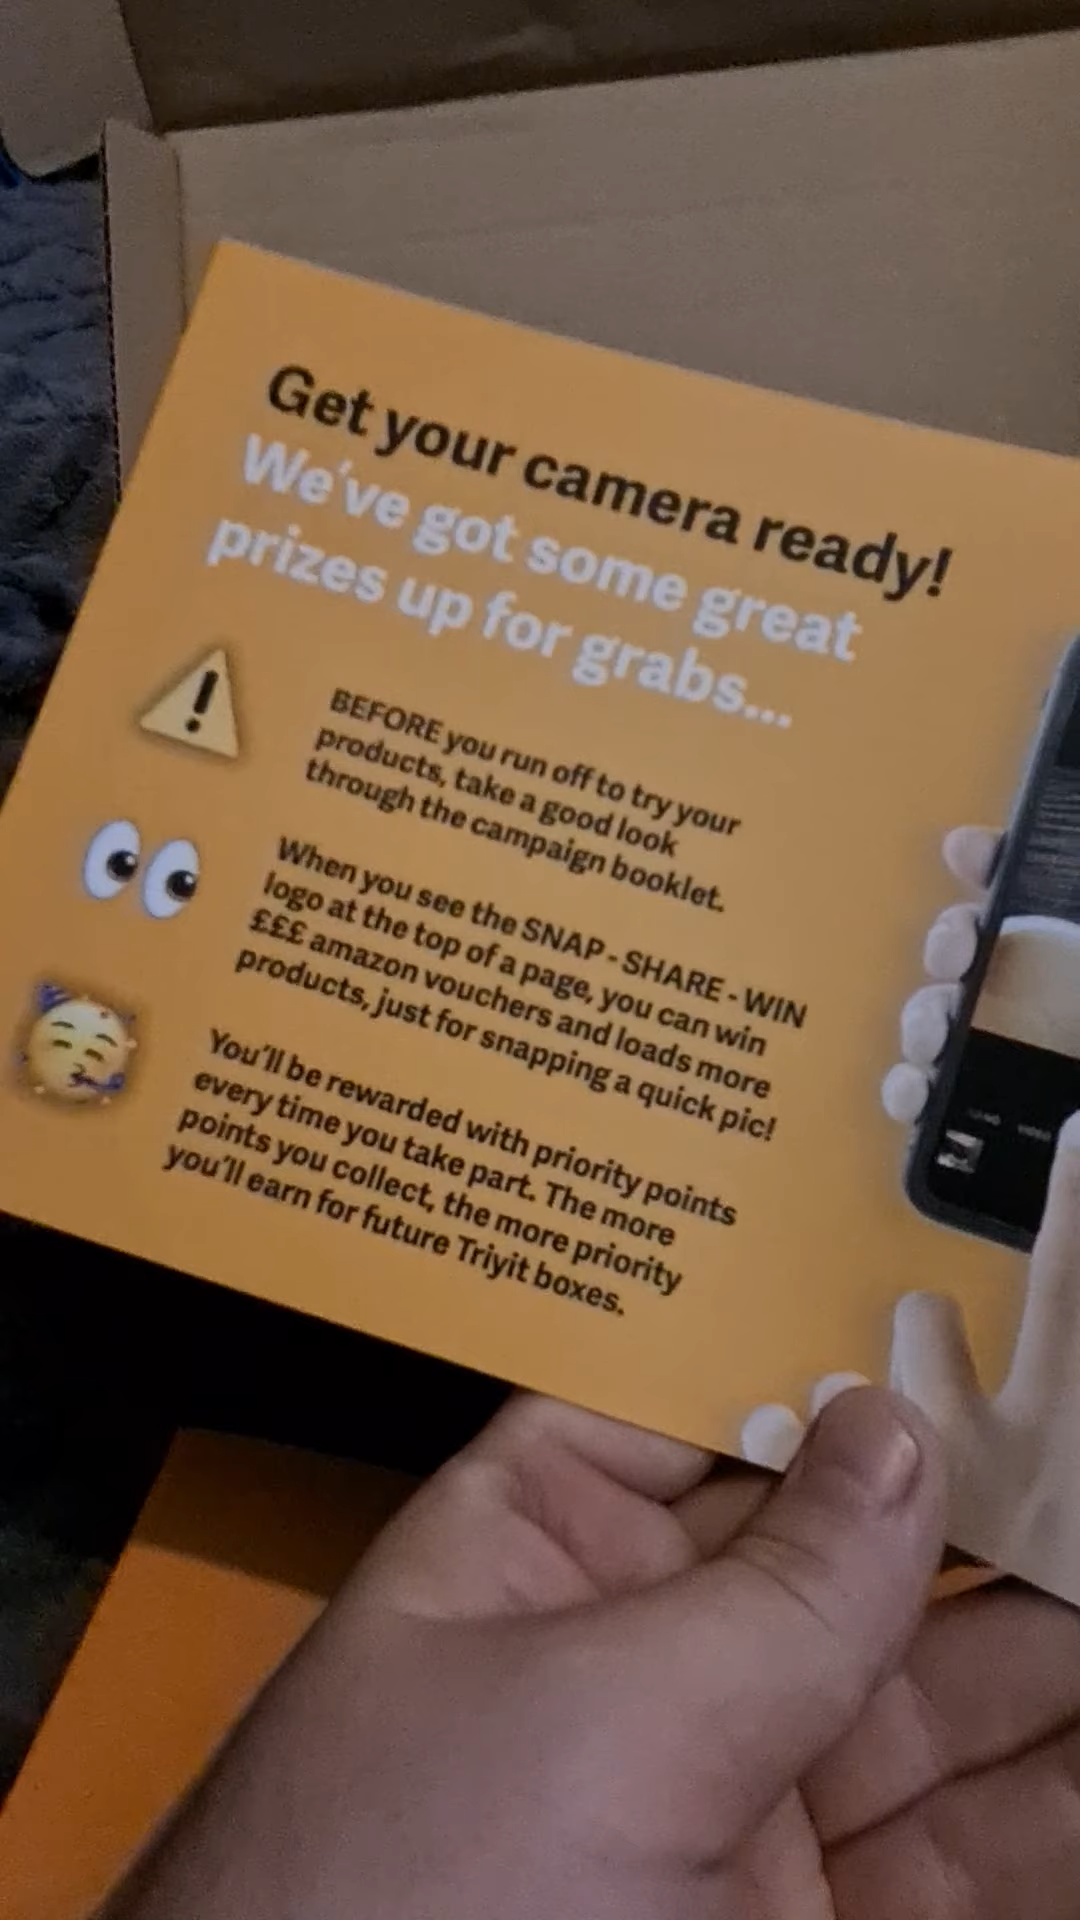 Get your camera ready!
We've got some great
prizes up for grabs...
BEFORE you run off to try your
products, take a good look
through the campaign booklet.
When you see the SNAP - SHARE - WIN
logo at the top of a page, you can win
£££ amazon vouchers and loads more
products, just for snapping a quick pic!
You'll be rewarded with priority points
every time you take part. The more
points you collect, the more priority
you'll earn for future Triyit boxes.